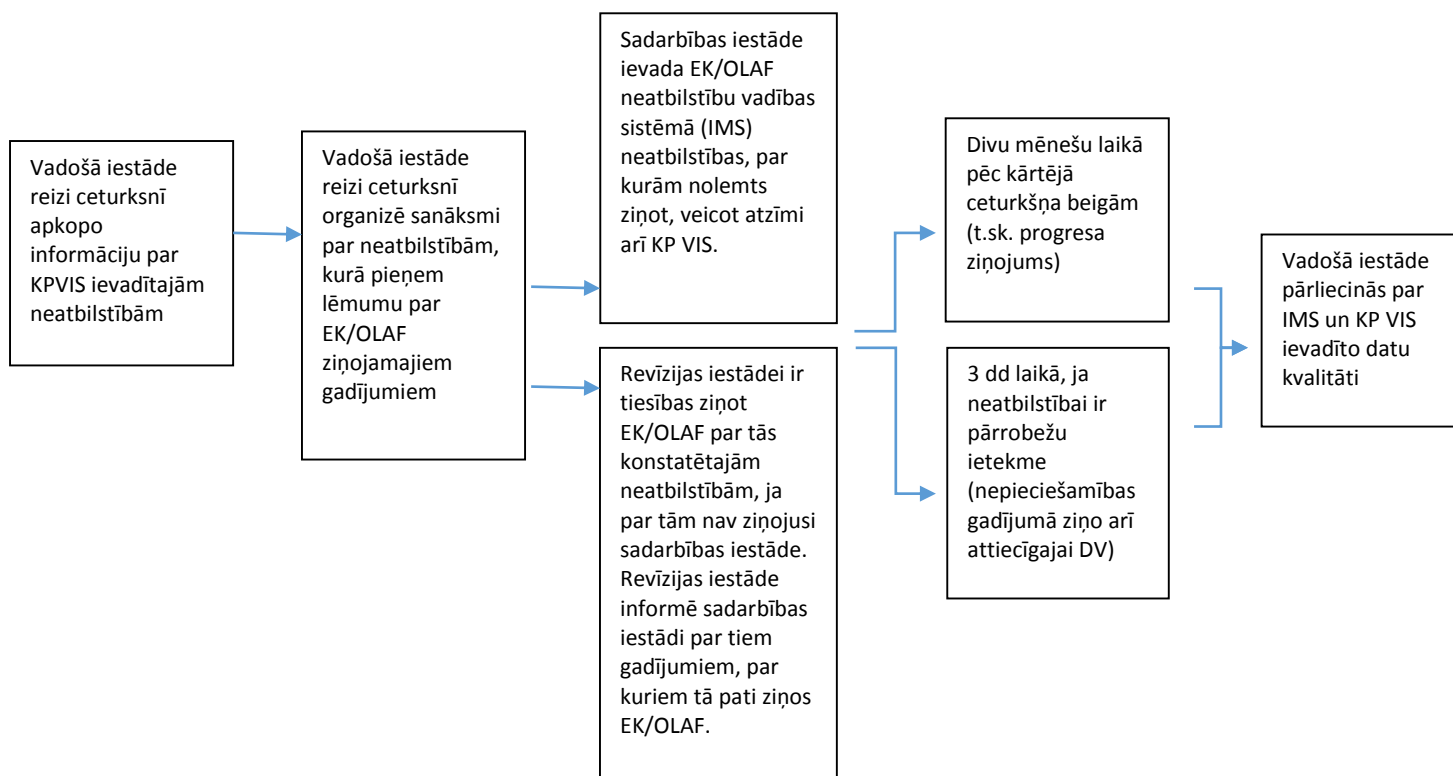 Vadošā iestāde
reizi ceturksnī
apkopo
informāciju par
KPVIS ievadītajām
neatbilstībām
Vadošā iestāde
reizi ceturksnī
organizē sanāksmi
par neatbilstībām,
kurā pieņem
lēmumu par
EK/OLAF
ziņojamajiem
gadījumiem
Sadarbības iestāde
ievada EK/OLAF
neatbilstību vadības
sistēmā (IMS)
neatbilstības, par
kurām nolemts
ziņot, veicot atzīmi
arī KP VIS.
Revīzijas iestādei ir
tiesības ziņot
EK/OLAF par tās
konstatētajām
neatbilstībām, ja
par tām nav ziņojusi
sadarbības iestāde.
Revīzijas iestāde
informē sadarbības
iestādi par tiem
gadījumiem, par
kuriem tā pati ziņos
EK/OLAF.
Divu mēnešu laikā
pēc kārtējā
ceturkšņa beigām
(t.sk. progresa
ziņojums)
3 dd laikā, ja
neatbilstībai ir
pārrobežu
ietekme
(nepieciešamības
gadījumā ziņo arī
attiecīgajai DV)
Vadošā iestāde
pārliecinās par
IMS un KP VIS
ievadīto datu
kvalitāti